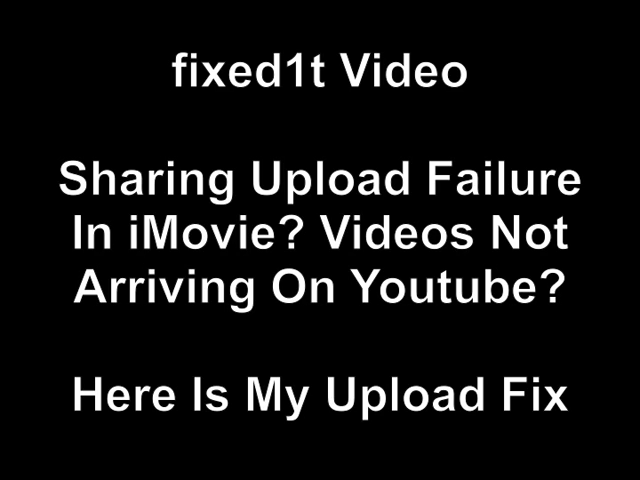 fixed1t Video
Sharing Upload Failure
In iMovie? Videos Not
Arriving On Youtube?
Here Is My Upload Fix